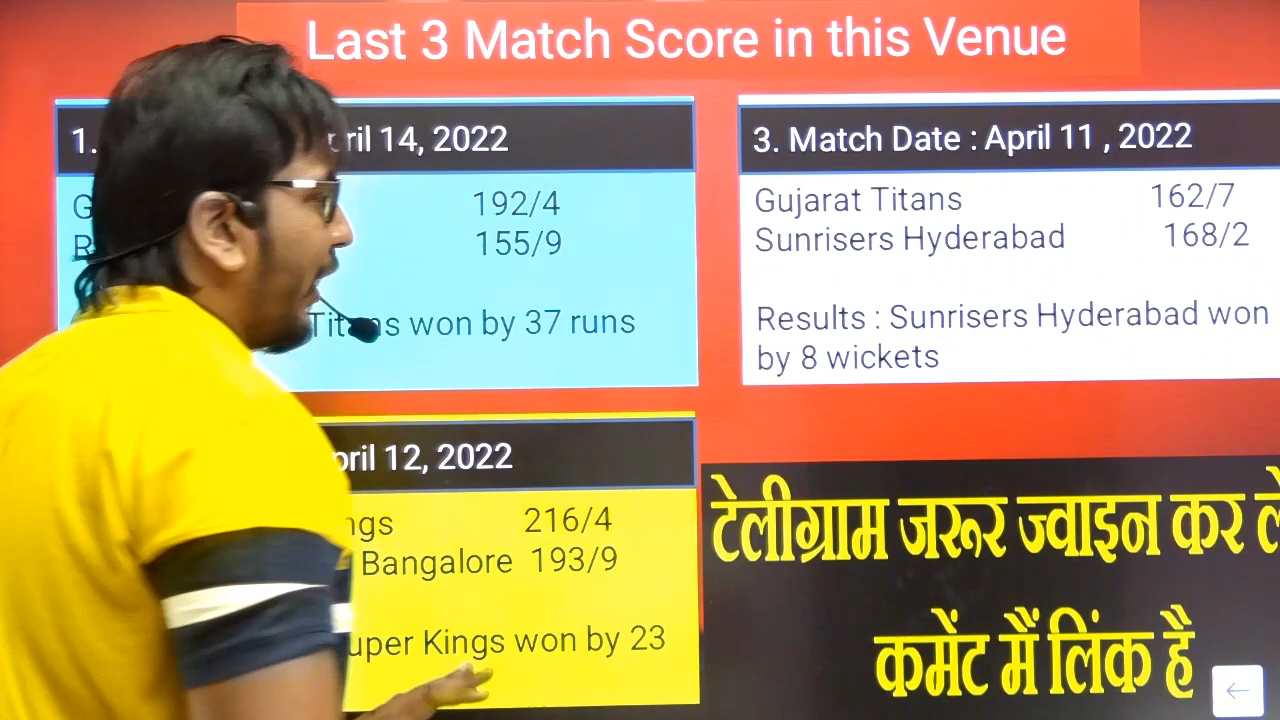 Last 3 Match Score in this Venue
1. ril 14, 2022
G 192/4
R 155/9
Titans won by 37 runs
3. Match Date : April 11 , 2022
Gujarat Titans 162/7
Sunrisers Hyderabad 168/2
Results : Sunrisers Hyderabad won
by 8 wickets
pril 12, 2022
ngs 216/4
Bangalore 193/9
uper Kings won by 23
टेलीग्राम जरूर ज्वाइन कर ले
कमेंट मैं लिंक है